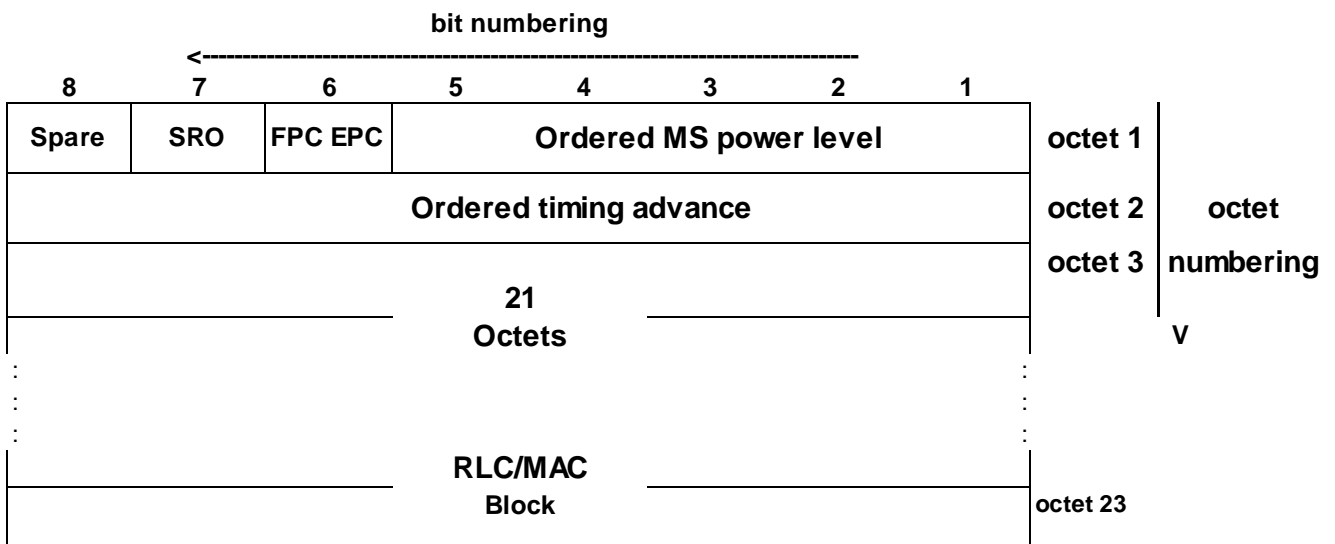 bit numbering
<--------------------------------------------------------------------------------
8 7 6 5 4 3 2 1
Spare SRO FPC EPC Ordered MS power level octet 1
Ordered timing advance octet 2 octet
octet 3 numbering
21
Octets V
: :
: :
: :
RLC/MAC
Block octet 23